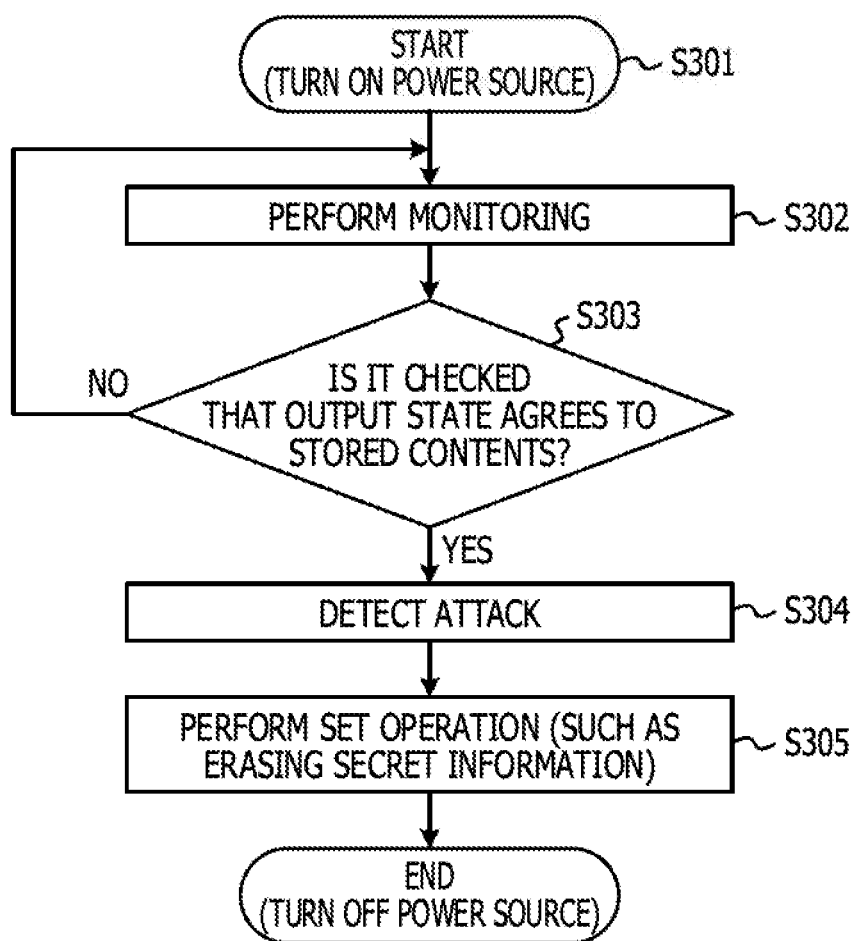 START
(TURN ON POWER SOURCE)
S301
PERFORM MONITORING
S302
S303
IS IT CHECKED
THAT OUTPUT STATE AGREES TO
STORED CONTENTS?
NO
YES
DETECT ATTACK
S304
PERFORM SET OPERATION (SUCH AS
ERASING SECRET INFORMATION)
S305
END
(TURN OFF POWER SOURCE)